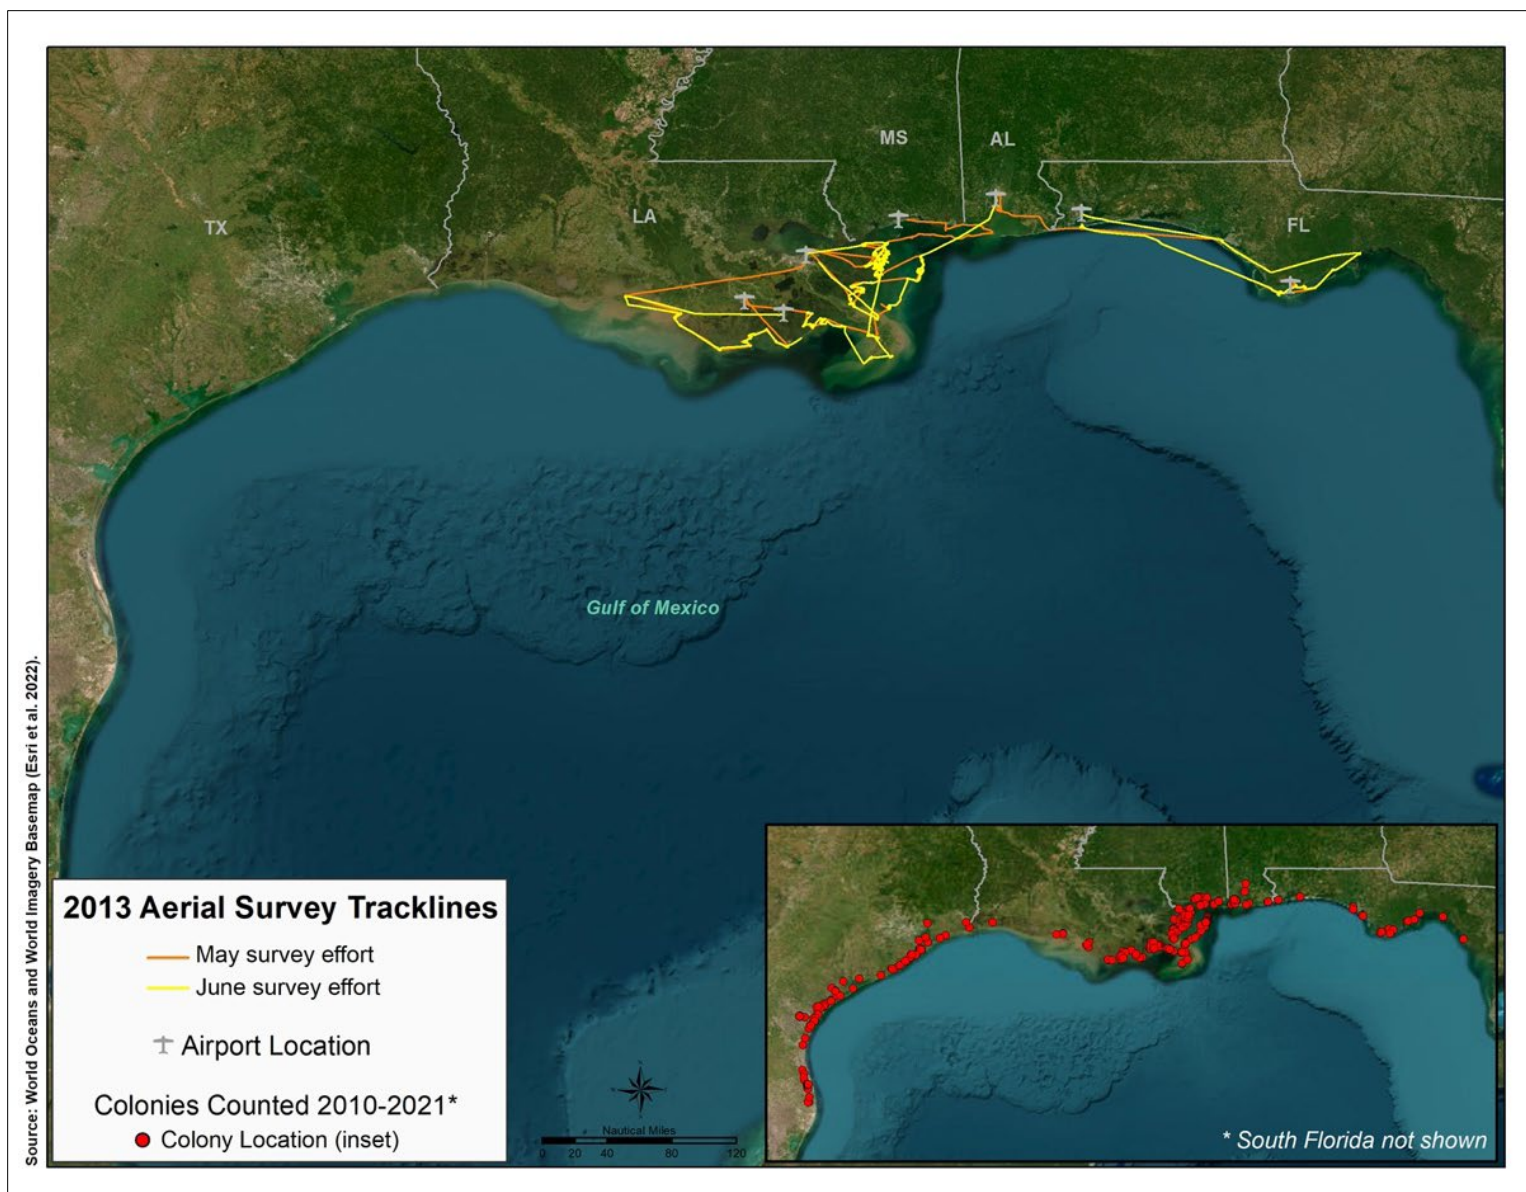 MS
AL
TX
LA
FL
Gulf of Mexico
Source: World Oceans and World Imagery Basemap (Esri et al. 2022).
2013 Aerial Survey Tracklines
May survey effort
June survey effort
Airport Location
Colonies Counted 2010-2021*
Colony Location (inset)
Nautical Miles
0 20 40 80 120
* South Florida not shown